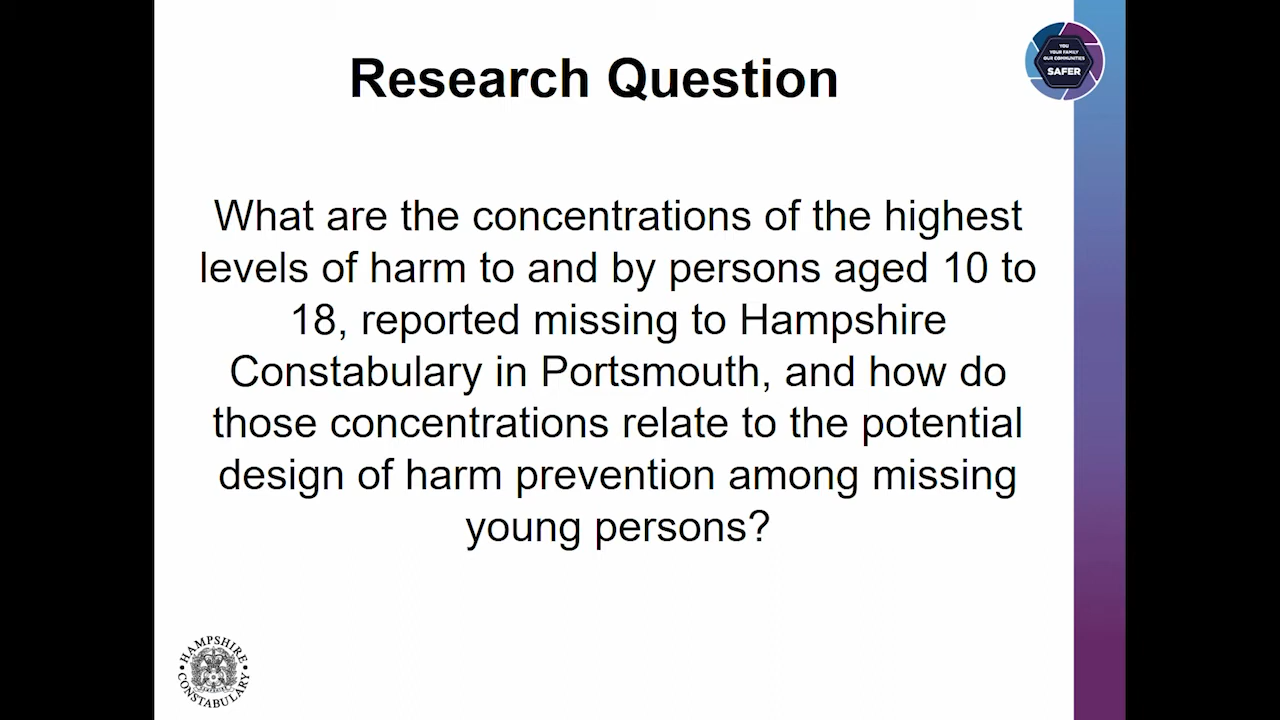 Research Question
YOU
YOUR FAMILY
OUR COMMUNITIES
SAFER
What are the concentrations of the highest
levels of harm to and by persons aged 10 to
18, reported missing to Hampshire
Constabulary in Portsmouth, and how do
those concentrations relate to the potential
design of harm prevention among missing
young persons?
HAMPSHIRE
CONSTABULARY